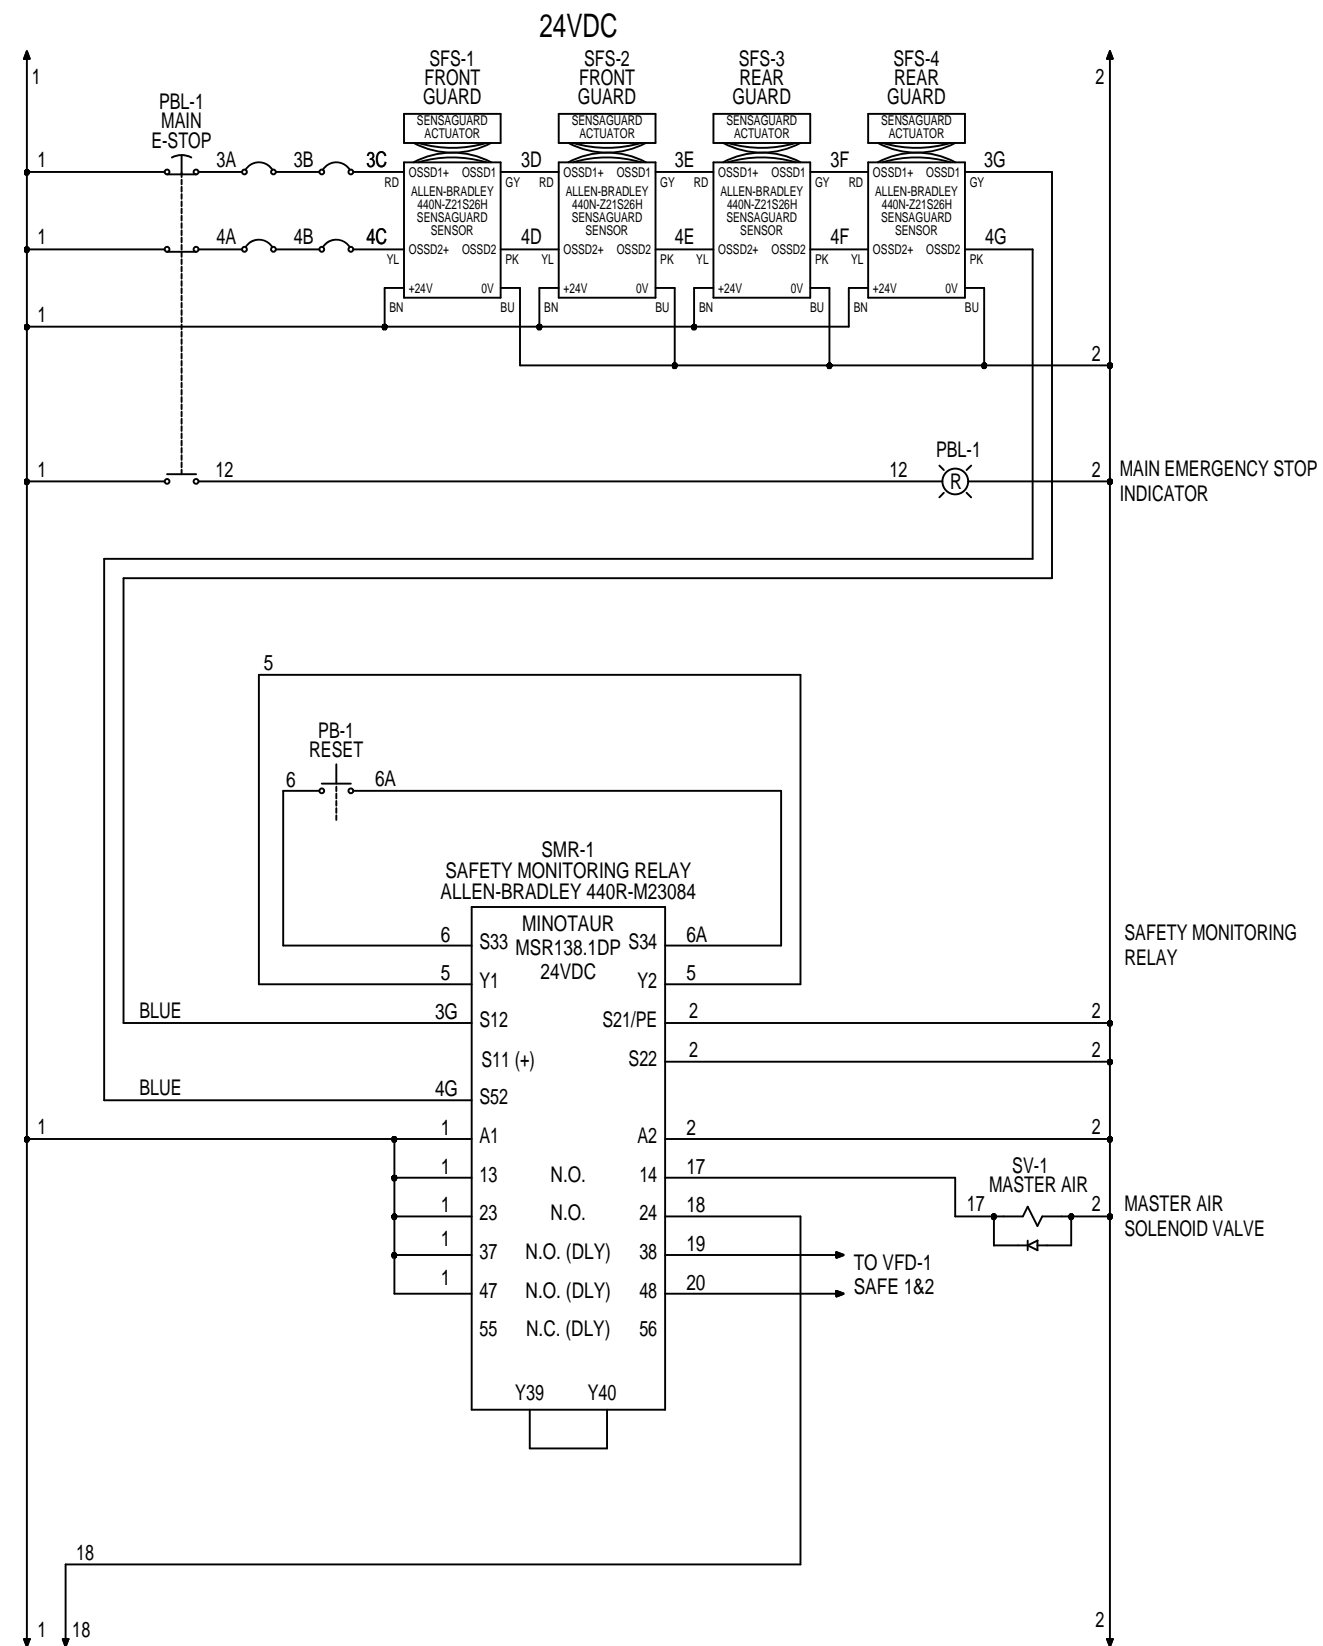 24VDC
SFS-1
FRONT
GUARD
SFS-2
FRONT
GUARD
SFS-3
REAR
GUARD
SFS-4
REAR
GUARD
1
2
PBL-1
MAIN
E-STOP
SENSAGUARD
ACTUATOR
SENSAGUARD
ACTUATOR
SENSAGUARD
ACTUATOR
SENSAGUARD
ACTUATOR
1 3A 3B 3C 3D 3E 3F 3G
RD OSSD1+ OSSD1 GY RD OSSD1+ OSSD1 GY RD OSSD1+ OSSD1 GY RD OSSD1+ OSSD1 GY
ALLEN-BRADLEY
440N-Z21S26H
SENSAGUARD
SENSOR
ALLEN-BRADLEY
440N-Z21S26H
SENSAGUARD
SENSOR
ALLEN-BRADLEY
440N-Z21S26H
SENSAGUARD
SENSOR
ALLEN-BRADLEY
440N-Z21S26H
SENSAGUARD
SENSOR
1 4A 4B 4C 4D 4E 4F 4G
YL OSSD2+ OSSD2 PK YL OSSD2+ OSSD2 PK YL OSSD2+ OSSD2 PK YL OSSD2+ OSSD2 PK
+24V 0V +24V 0V +24V 0V +24V 0V
BN BU BN BU BN BU BN BU
1
2
PBL-1
1 12 12 R 2
MAIN EMERGENCY STOP
INDICATOR
5
PB-1
RESET
6 6A
SMR-1
SAFETY MONITORING RELAY
ALLEN-BRADLEY 440R-M23084
MINOTAUR
MSR138.1DP
24VDC
6 S33 S34 6A
SAFETY MONITORING
RELAY
5 Y1 Y2 5
BLUE 3G S12 S21/PE 2 2
S11 (+) S22 2 2
BLUE 4G S52
1 1 A1 A2 2 2
1 13 N.O. 14 17
SV-1
MASTER AIR
17 2
MASTER AIR
SOLENOID VALVE
1 23 N.O. 24 18
1 37 N.O. (DLY) 38 19
1 47 N.O. (DLY) 48 20
TO VFD-1
SAFE 1&2
55 N.C. (DLY) 56
Y39 Y40
18
1 18 2